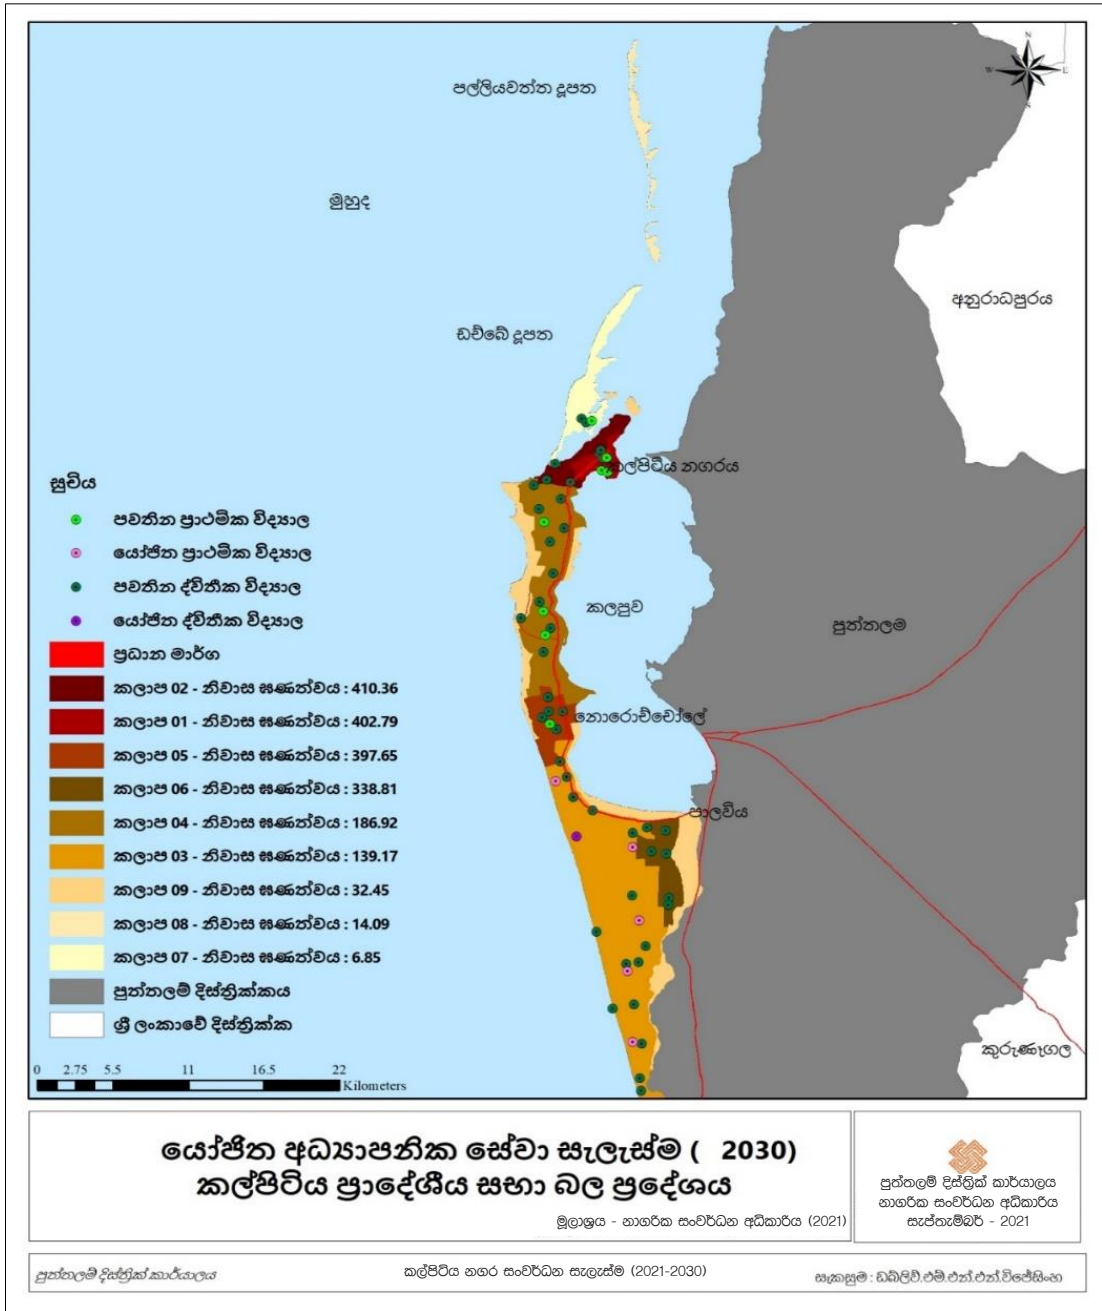 N
W
E
S
පල්ලියවත්ත දූපත
මුහුද
අනුරාධපුරය
ඩච්බේ දූපත
කල්පිටිය නගරය
කලපුව
පුත්තලම
නොරොච්චෝලේ
පාලවිය
කුරුණෑගල
සූචිය
පවතින ප්‍රාථමික විද්‍යාල
යෝජිත ප්‍රාථමික විද්‍යාල
පවතින ද්විතීක විද්‍යාල
යෝජිත ද්විතීක විද්‍යාල
ප්‍රධාන මාර්ග
කලාප 02 - නිවාස ඝණත්වය : 410.36
කලාප 01 - නිවාස ඝණත්වය : 402.79
කලාප 05 - නිවාස ඝණත්වය : 397.65
කලාප 06 - නිවාස ඝණත්වය : 338.81
කලාප 04 - නිවාස ඝණත්වය : 186.92
කලාප 03 - නිවාස ඝණත්වය : 139.17
කලාප 09 - නිවාස ඝණත්වය : 32.45
කලාප 08 - නිවාස ඝණත්වය : 14.09
කලාප 07 - නිවාස ඝණත්වය : 6.85
පුත්තලම් දිස්ත්‍රික්කය
ශ්‍රී ලංකාවේ දිස්ත්‍රික්ක
0 2.75 5.5 11 16.5 22
Kilometers
යෝජිත අධ්‍යාපනික සේවා සැලැස්ම ( 2030)
කල්පිටිය ප්‍රාදේශීය සභා බල ප්‍රදේශය
මූලාශ්‍රය - නාගරික සංවර්ධන අධිකාරිය (2021)
පුත්තලම් දිස්ත්‍රික් කාර්යාලය
නාගරික සංවර්ධන අධිකාරිය
සැප්තැම්බර් - 2021
පුත්තලම් දිස්ත්‍රික් කාර්යාලය
කල්පිටිය නගර සංවර්ධන සැලැස්ම (2021-2030)
සැකසුම : ඩබ්ලිව්.එම්.එන්.එන්.විජේසිංහ